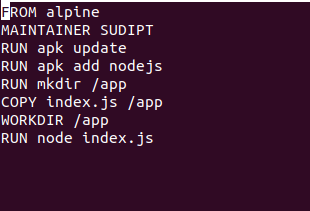 FROM alpine
MAINTAINER SUDIPT
RUN apk update
RUN apk add nodejs
RUN mkdir /app
COPY index.js /app
WORKDIR /app
RUN node index.js